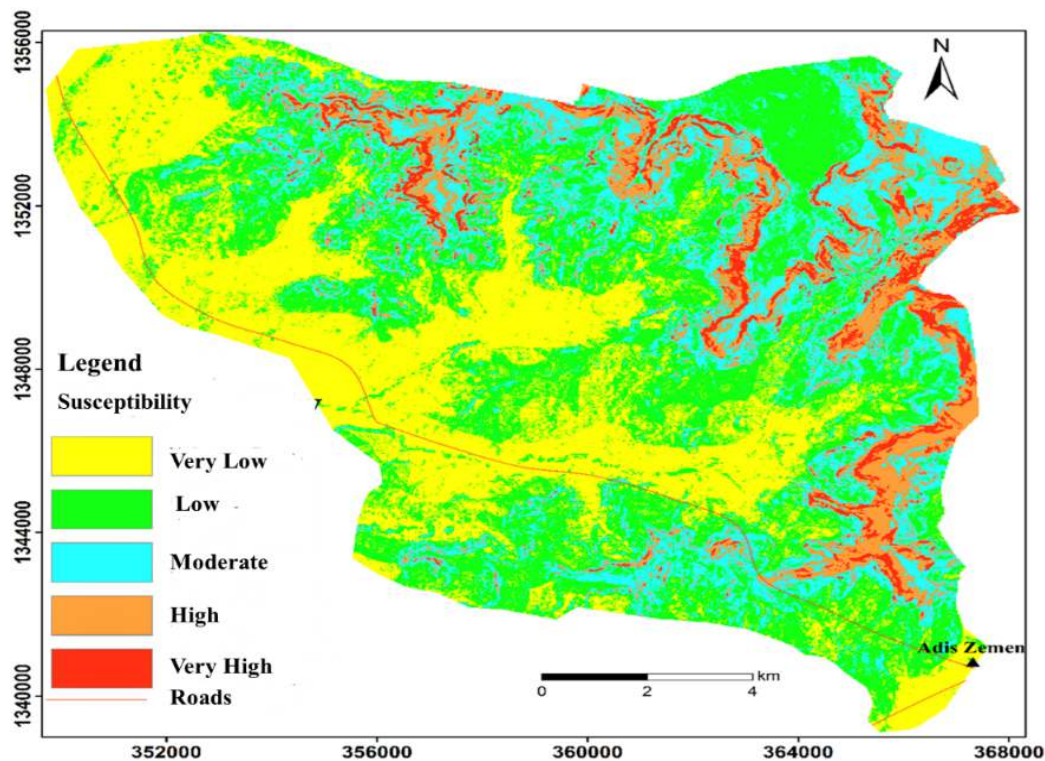 1356000
1352000
1348000
1344000
1340000
N
Legend
Susceptibility
Very Low
Low
Moderate
High
Very High
Roads
Adis Zemen
km
0 2 4
352000 356000 360000 364000 368000